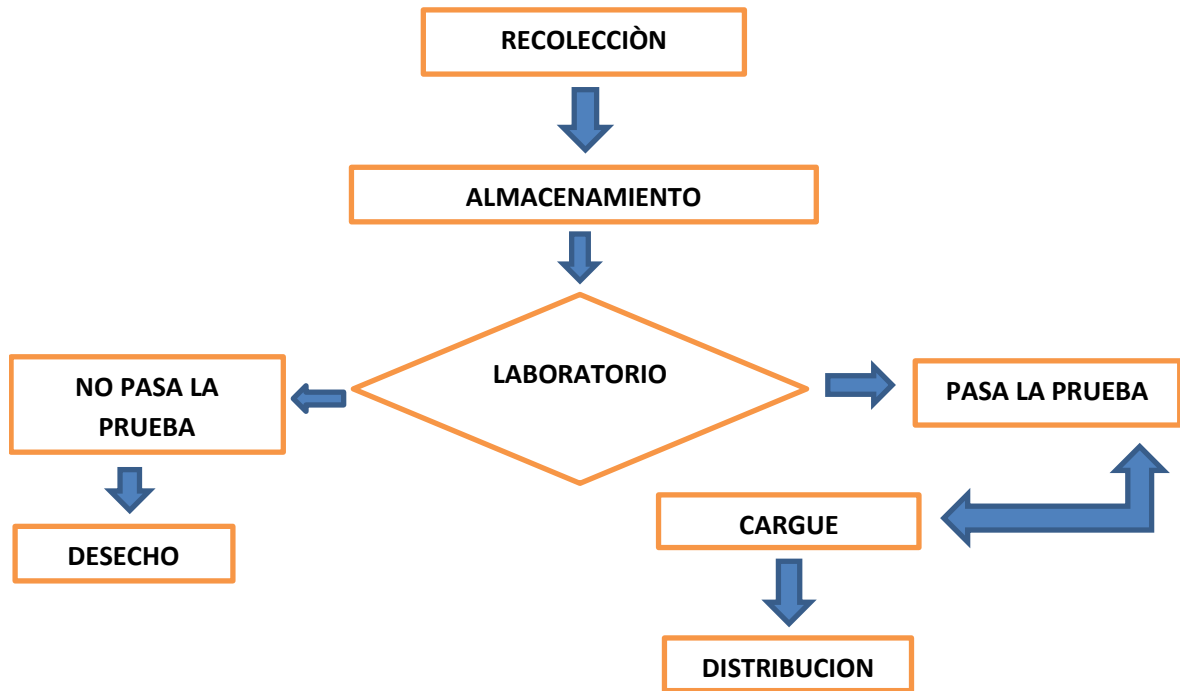 RECOLECCIÒN
ALMACENAMIENTO
LABORATORIO
NO PASA LA
PRUEBA
PASA LA PRUEBA
DESECHO
CARGUE
DISTRIBUCION